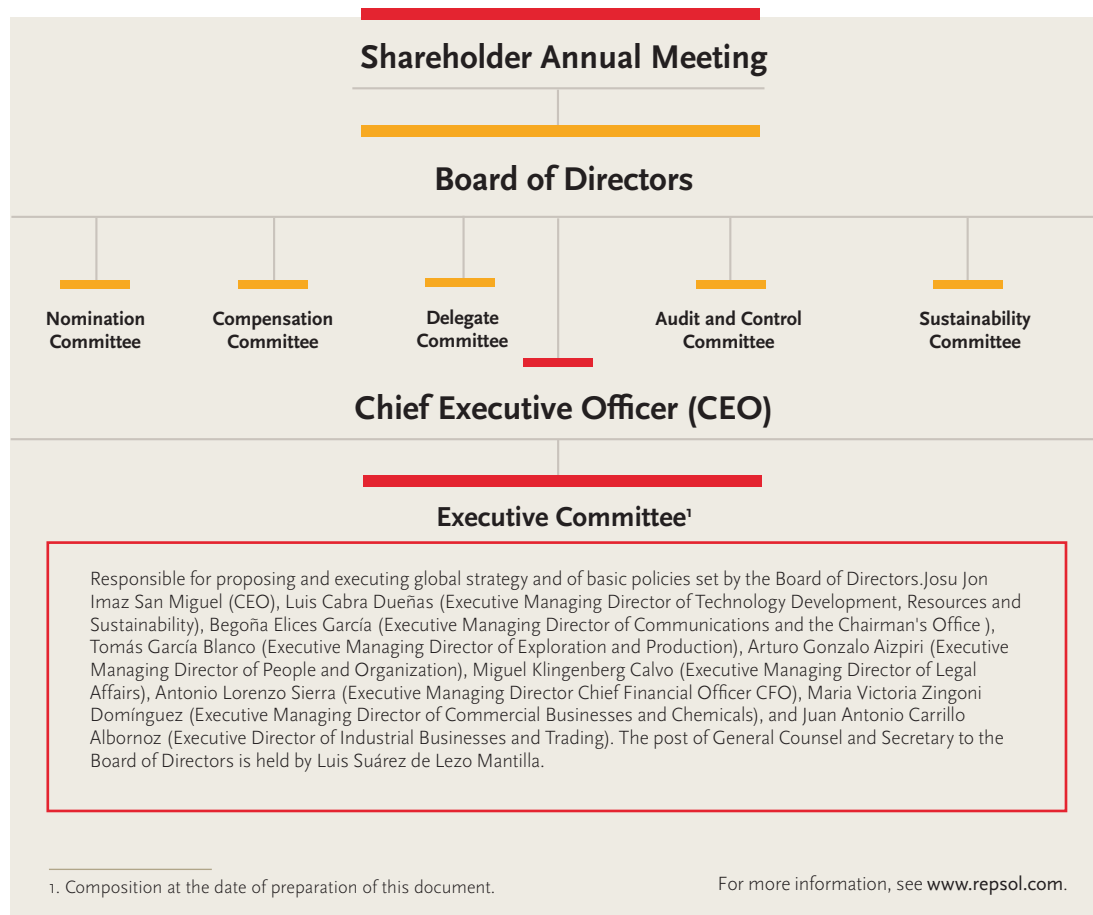 Shareholder Annual Meeting
Board of Directors
Nomination
Committee
Compensation
Committee
Delegate
Committee
Audit and Control
Committee
Sustainability
Committee
Chief Executive Officer (CEO)
Executive Committee¹
Responsible for proposing and executing global strategy and of basic policies set by the Board of Directors.Josu Jon
Imaz San Miguel (CEO), Luis Cabra Dueñas (Executive Managing Director of Technology Development, Resources and
Sustainability), Begoña Elices García (Executive Managing Director of Communications and the Chairman's Office ),
Tomás García Blanco (Executive Managing Director of Exploration and Production), Arturo Gonzalo Aizpiri (Executive
Managing Director of People and Organization), Miguel Klingenberg Calvo (Executive Managing Director of Legal
Affairs), Antonio Lorenzo Sierra (Executive Managing Director Chief Financial Officer CFO), Maria Victoria Zingoni
Domínguez (Executive Managing Director of Commercial Businesses and Chemicals), and Juan Antonio Carrillo
Albornoz (Executive Director of Industrial Businesses and Trading). The post of General Counsel and Secretary to the
Board of Directors is held by Luis Suárez de Lezo Mantilla.
1. Composition at the date of preparation of this document.
For more information, see www.repsol.com.